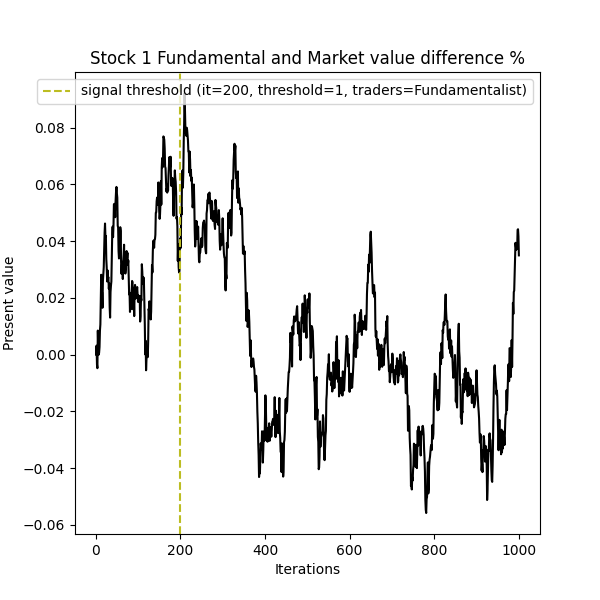 Stock 1 Fundamental and Market value difference %
signal threshold (it=200, threshold=1, traders=Fundamentalist)
0.08
0.06
0.04
0.02
0.00
−0.02
−0.04
−0.06
Present value
0 200 400 600 800 1000
Iterations